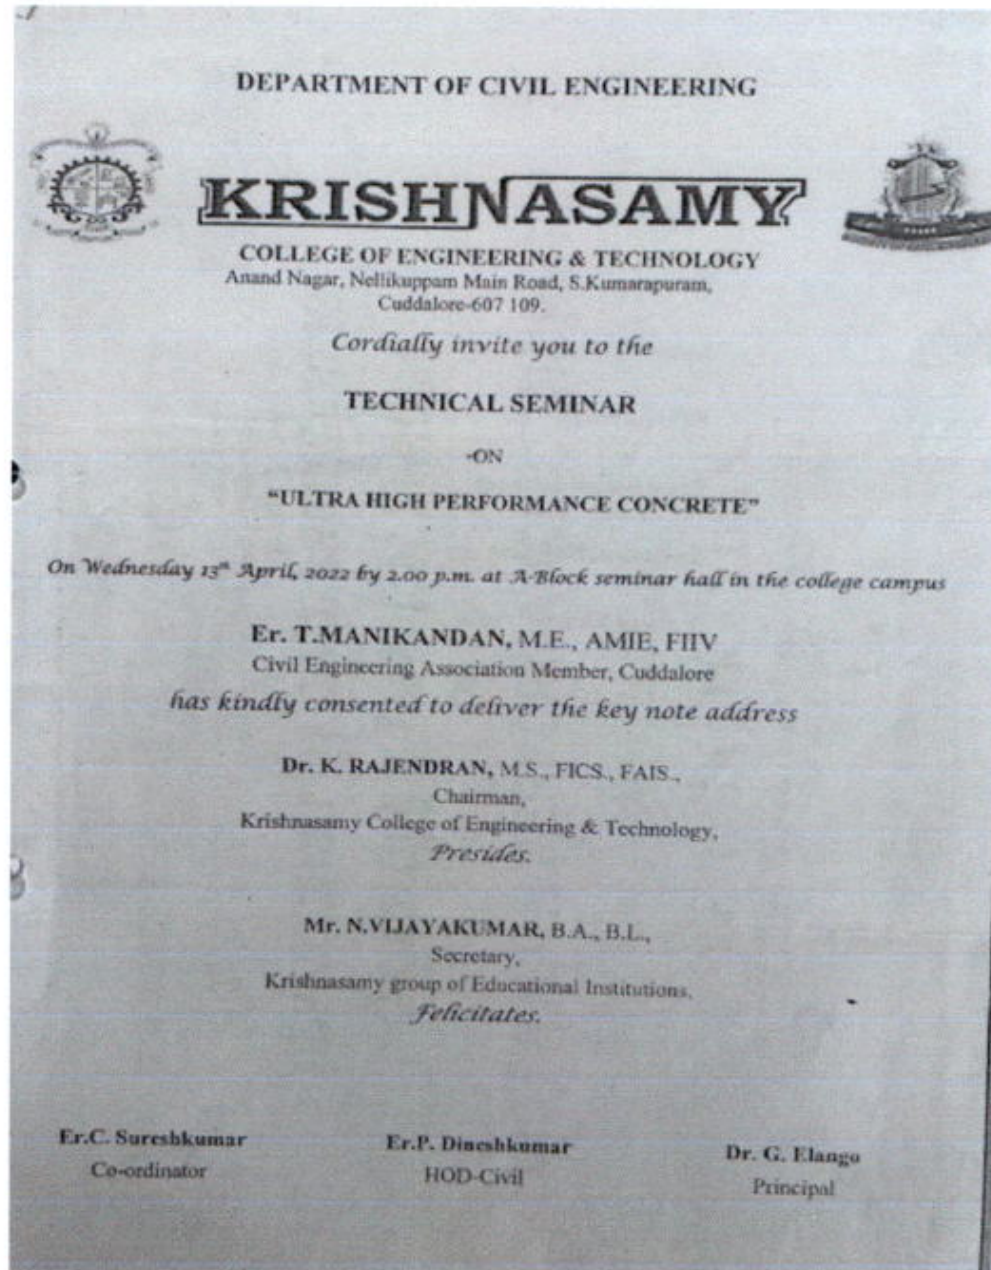 DEPARTMENT OF CIVIL ENGINEERING
KRISHNASAMY
COLLEGE OF ENGINEERING & TECHNOLOGY
Anand Nagar, Nellikuppam Main Road, S.Kumarapuram,
Cuddalore-607 109.
Cordially invite you to the
TECHNICAL SEMINAR
-ON
“ULTRA HIGH PERFORMANCE CONCRETE”
On Wednesday 13th April, 2022 by 2.00 p.m. at A-Block seminar hall in the college campus
Er. T.MANIKANDAN, M.E., AMIE, FIIV
Civil Engineering Association Member, Cuddalore
has kindly consented to deliver the key note address
Dr. K. RAJENDRAN, M.S., FICS., FAIS.,
Chairman,
Krishnasamy College of Engineering & Technology,
Presides.
Mr. N.VIJAYAKUMAR, B.A., B.L.,
Secretary,
Krishnasamy group of Educational Institutions,
Felicitates.
Er.C. Sureshkumar Er.P. Dineshkumar Dr. G. Elango
Co-ordinator HOD-Civil Principal